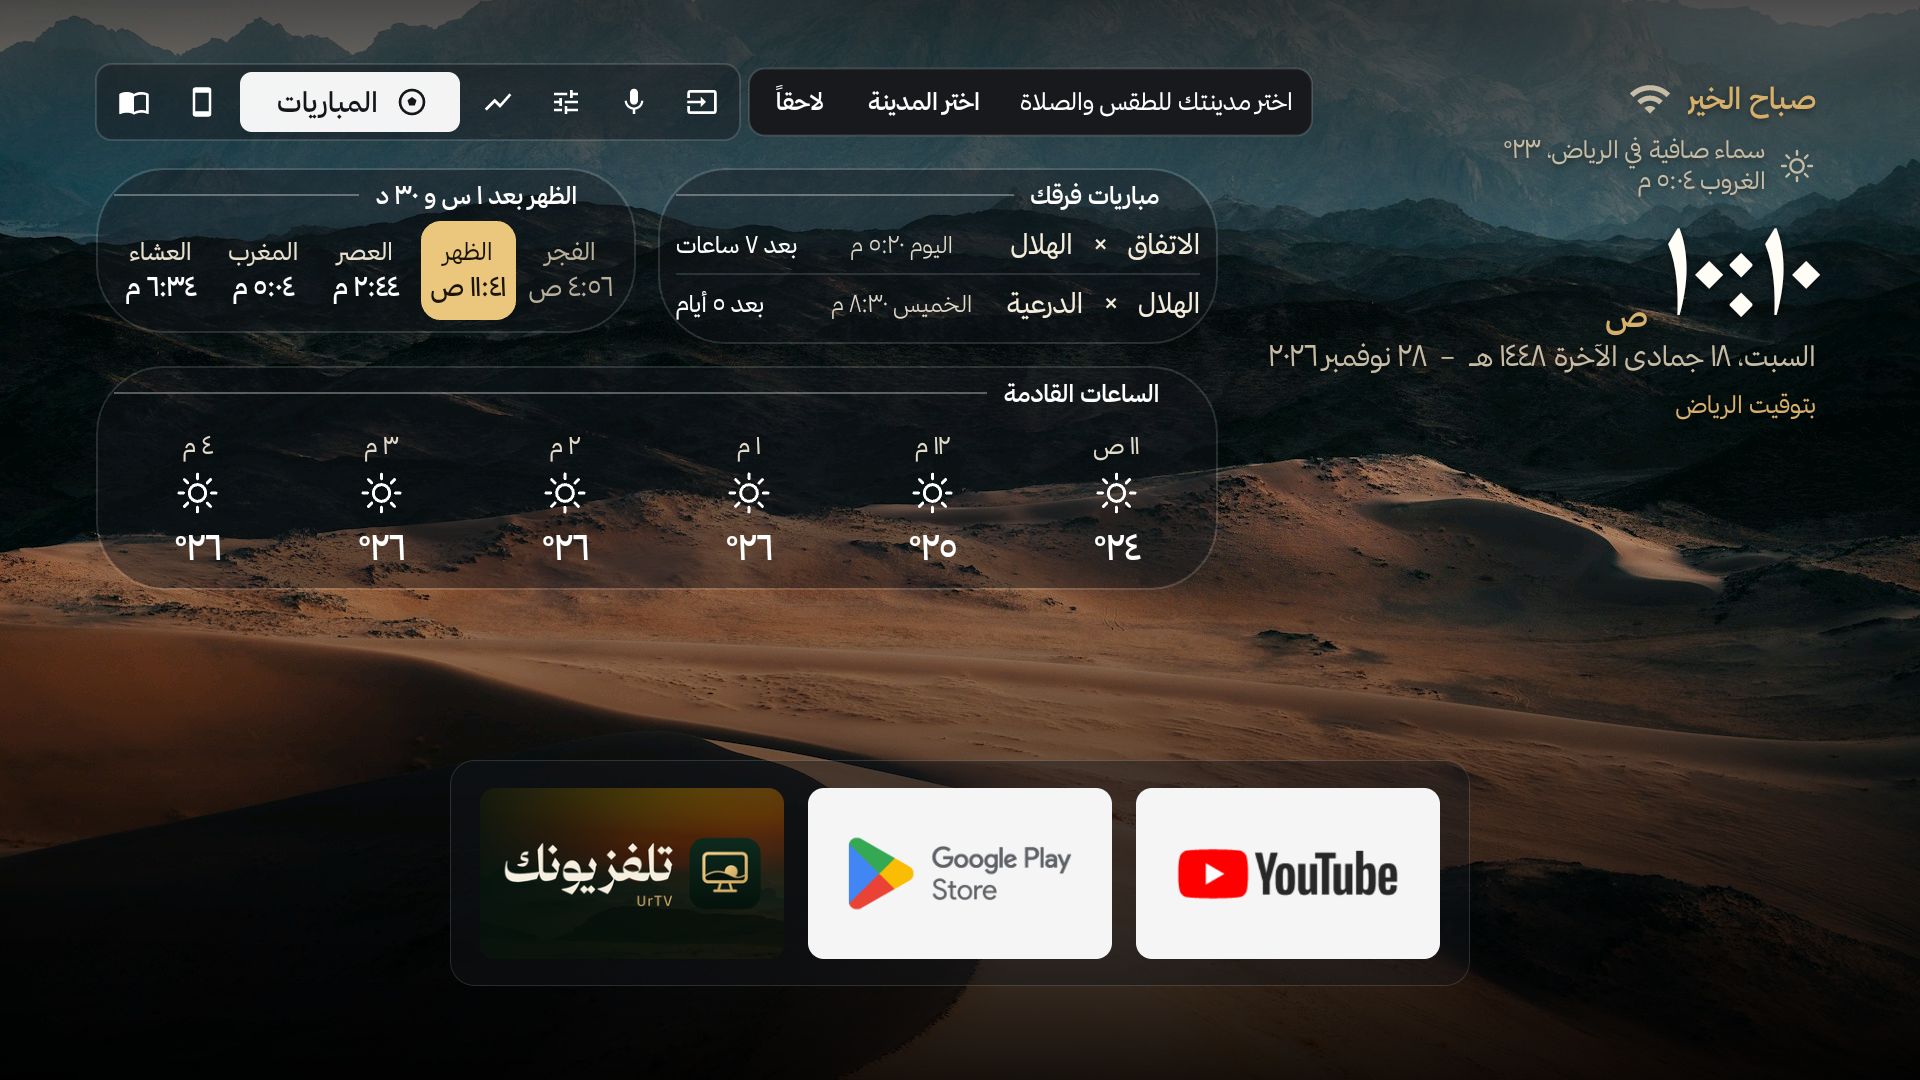 صباح الخير
سماء صافية في الرياض، ٢٣°
الغروب ٥:٠٤ م
١٠:١٠ ص
السبت، ١٨ جمادى الآخرة ١٤٤٨ هـ – ٢٨ نوفمبر ٢٠٢٦
بتوقيت الرياض
اختر مدينتك للطقس والصلاة اختر المدينة لاحقاً
المباريات
مباريات فرقك
الاتفاق × الهلال اليوم ٥:٢٠ م بعد ٧ ساعات
الهلال × الدرعية الخميس ٨:٣٠ م بعد ٥ أيام
الظهر بعد ١ س و ٣٠ د
الفجر الظهر العصر المغرب العشاء
٤:٥٦ ص ١١:٤١ ص ٢:٤٤ م ٥:٠٤ م ٦:٣٤ م
الساعات القادمة
١١ ص ١٢ م ١ م ٢ م ٣ م ٤ م
٢٤° ٢٥° ٢٦° ٢٦° ٢٦° ٢٦°
YouTube
Google Play
Store
تلفزيونك
UrTV